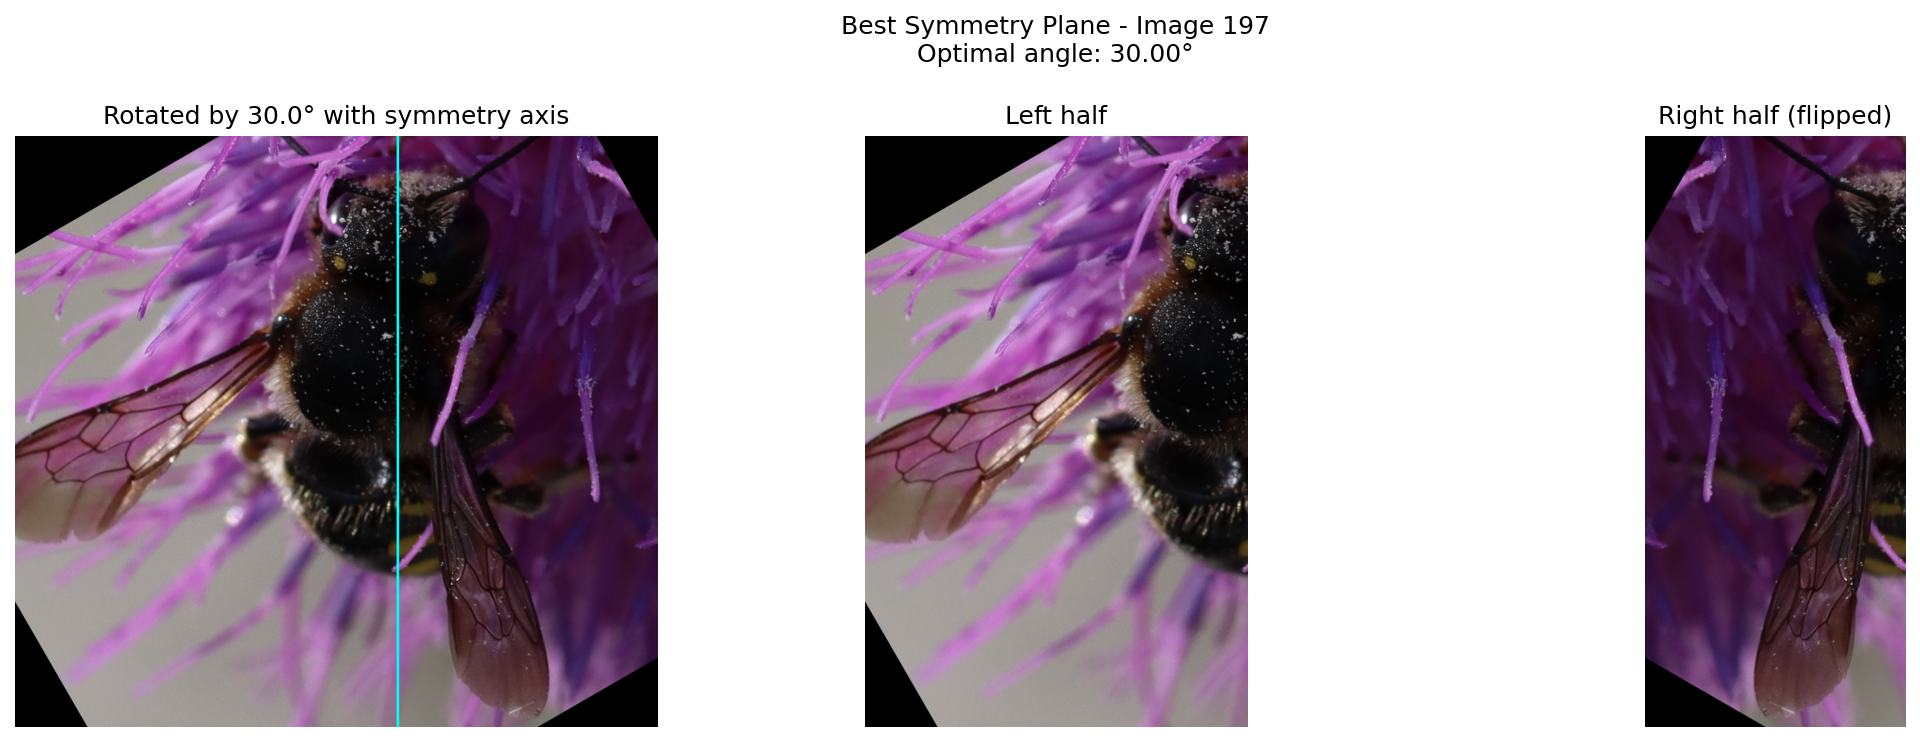 Best Symmetry Plane - Image 197
Optimal angle: 30.00°
Rotated by 30.0° with symmetry axis
Left half
Right half (flipped)